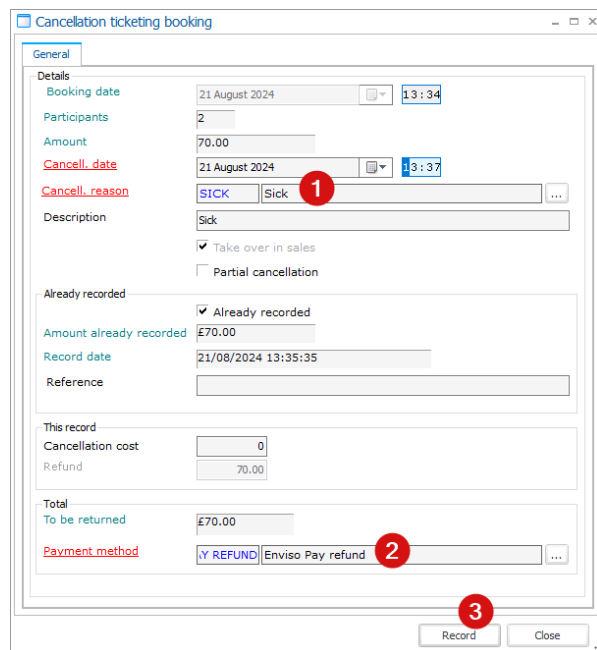 Cancellation ticketing booking
General
Details
Booking date 21 August 2024 13:34
Participants 2
Amount 70.00
Cancell. date 21 August 2024 13:37
Cancell. reason SICK Sick 1 ...
Description Sick
Take over in sales
Partial cancellation
Already recorded
Already recorded
Amount already recorded £70.00
Record date 21/08/2024 13:35:35
Reference
This record
Cancellation cost 0
Refund 70.00
Total
To be returned £70.00
Payment method Y REFUND Enviso Pay refund 2 ...
3
Record Close